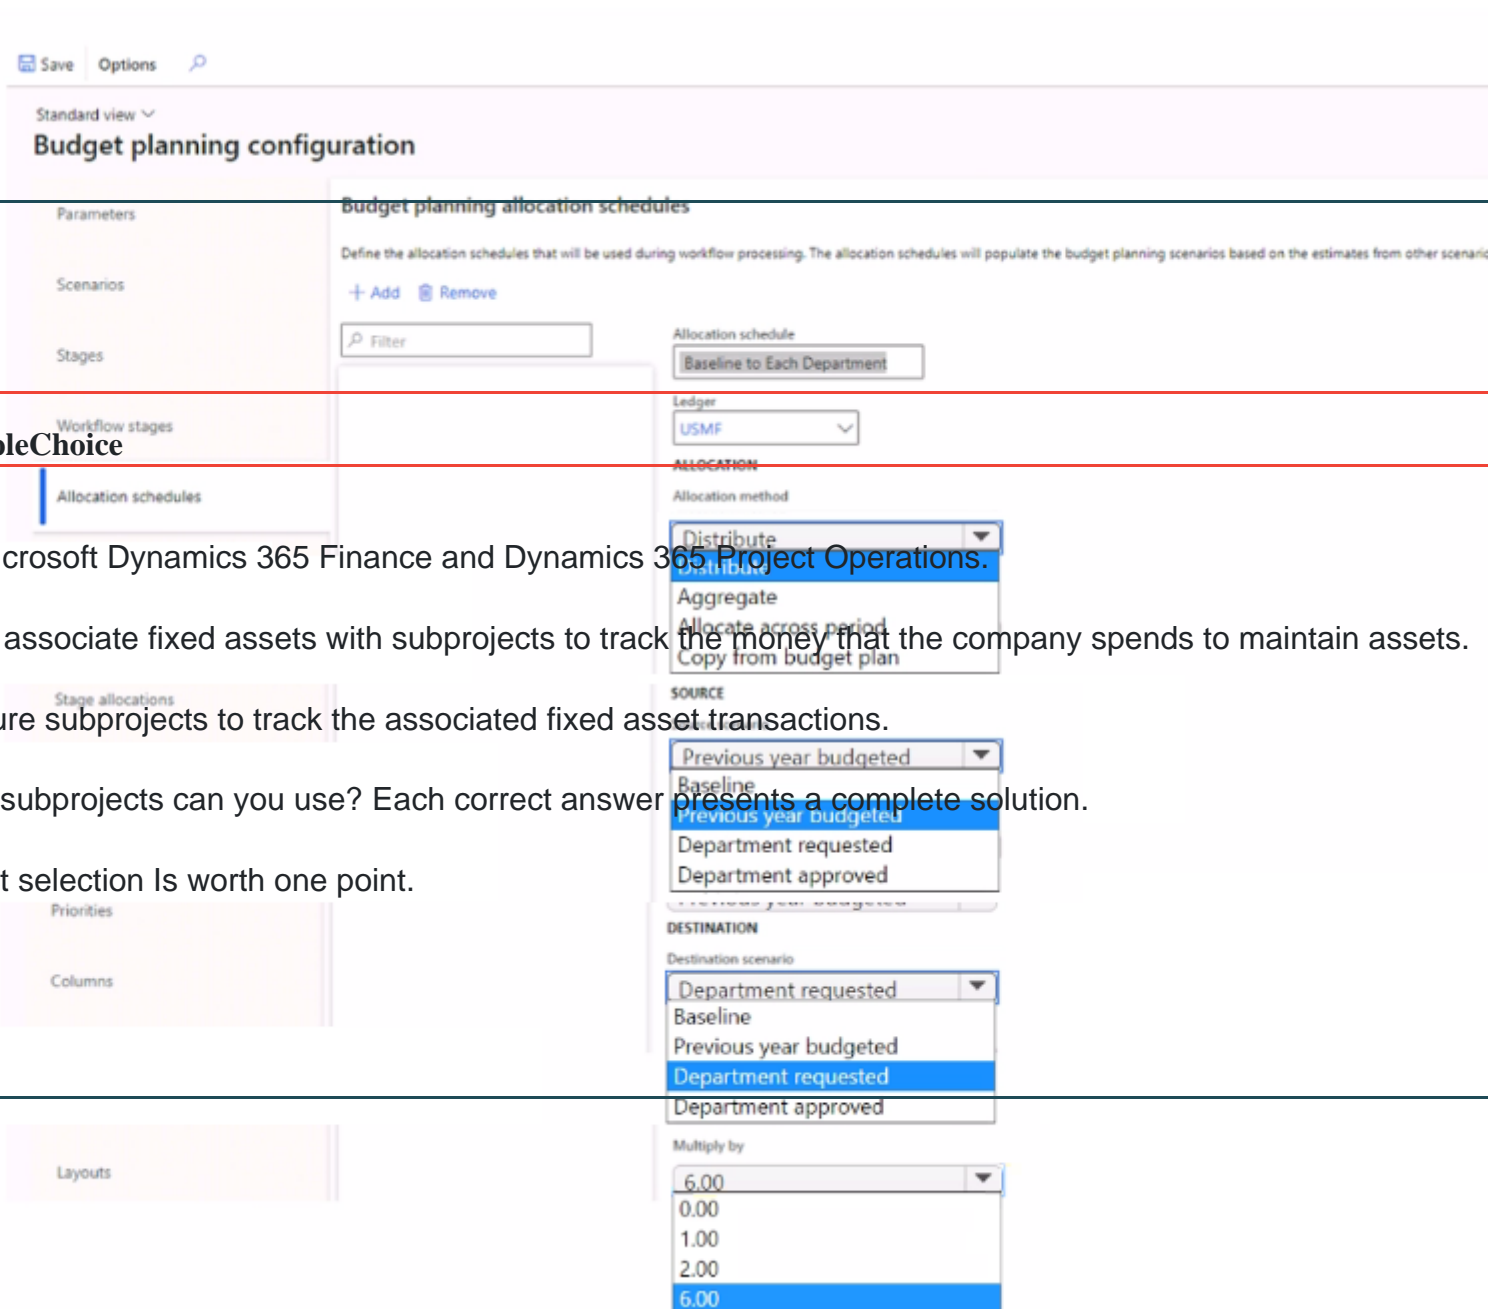 Save Options
Standard view
Budget planning configuration
Parameters
Budget planning allocation schedules
Define the allocation schedules that will be used during workflow processing. The allocation schedules will populate the budget planning scenarios based on the estimates from other scenario
Scenarios
Add Remove
Filter
Allocation schedule
Stages
Baseline to Each Department
Ledger
Workflow stages
USMF
pleChoice
ALLOCATION
Allocation schedules
Allocation method
Distribute
crosoft Dynamics 365 Finance and Dynamics 365 Project Operations.
Distribute
Aggregate
Allocate across period
associate fixed assets with subprojects to track the money that the company spends to maintain assets.
Copy from budget plan
Stage allocations
SOURCE
ure subprojects to track the associated fixed asset transactions.
Previous year budgeted
Baseline
subprojects can you use? Each correct answer presents a complete solution.
Previous year budgeted
Department requested
Department approved
t selection Is worth one point.
Previous year budgeted
Priorities
DESTINATION
Destination scenario
Columns
Department requested
Baseline
Previous year budgeted
Department requested
Department approved
Multiply by
Layouts
6.00
0.00
1.00
2.00
6.00